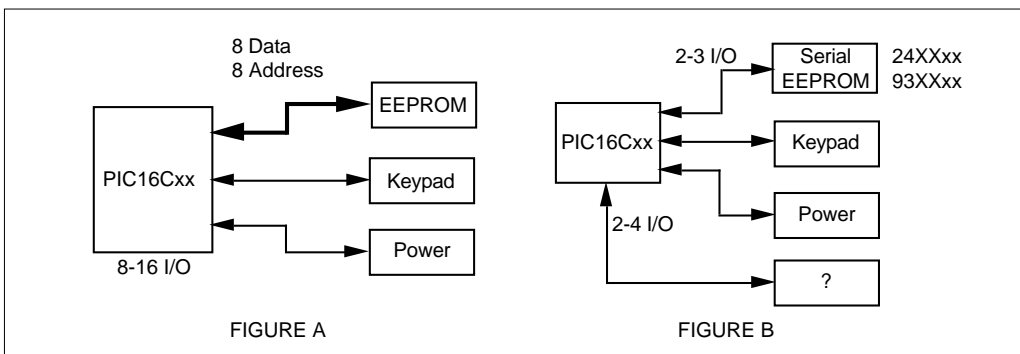 8 Data
8 Address
EEPROM
PIC16Cxx
Keypad
Power
8-16 I/O
FIGURE A
2-3 I/O
Serial
EEPROM
24XXxx
93XXxx
PIC16Cxx
Keypad
Power
2-4 I/O
?
FIGURE B